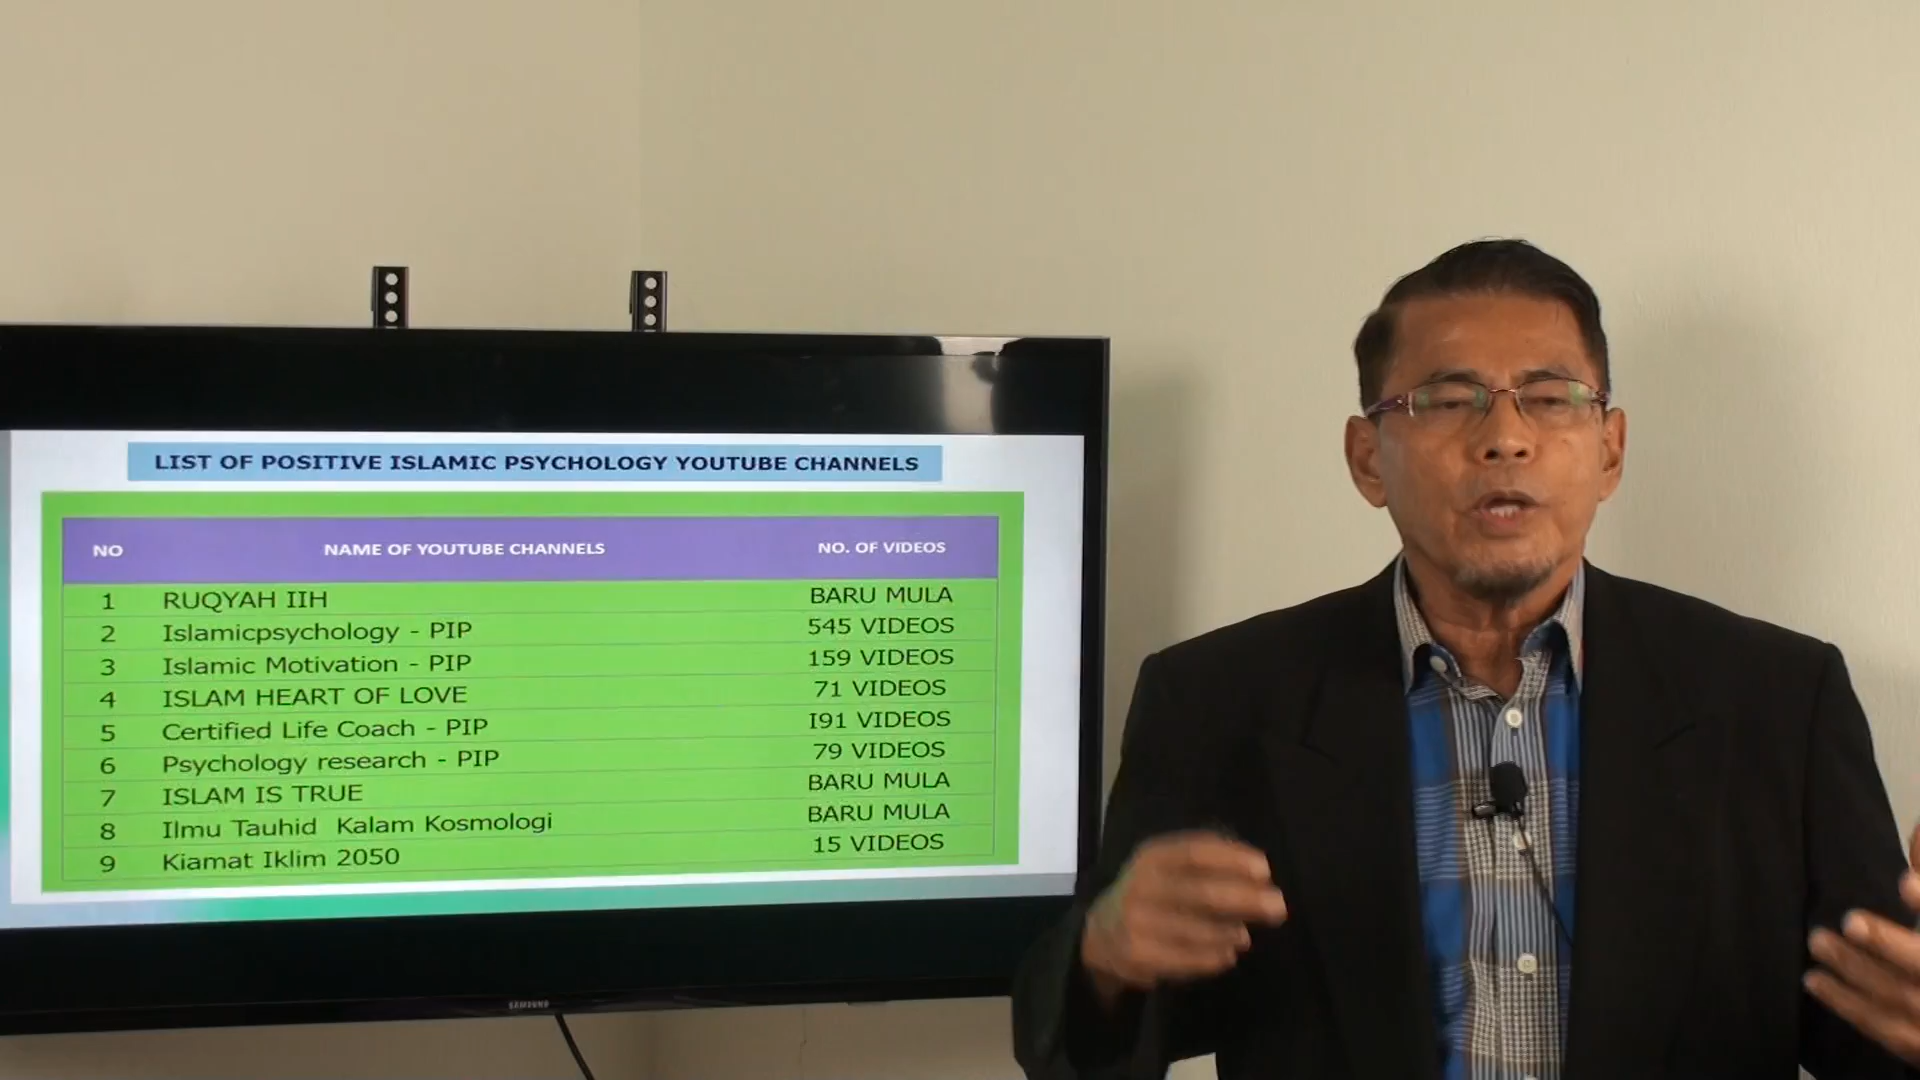 LIST OF POSITIVE ISLAMIC PSYCHOLOGY YOUTUBE CHANNELS
NO NAME OF YOUTUBE CHANNELS NO. OF VIDEOS
1 RUQYAH IIH BARU MULA
2 Islamicpsychology - PIP 545 VIDEOS
3 Islamic Motivation - PIP 159 VIDEOS
4 ISLAM HEART OF LOVE 71 VIDEOS
5 Certified Life Coach - PIP I91 VIDEOS
6 Psychology research - PIP 79 VIDEOS
7 ISLAM IS TRUE BARU MULA
8 Ilmu Tauhid Kalam Kosmologi BARU MULA
9 Kiamat Iklim 2050 15 VIDEOS
SAMSUNG